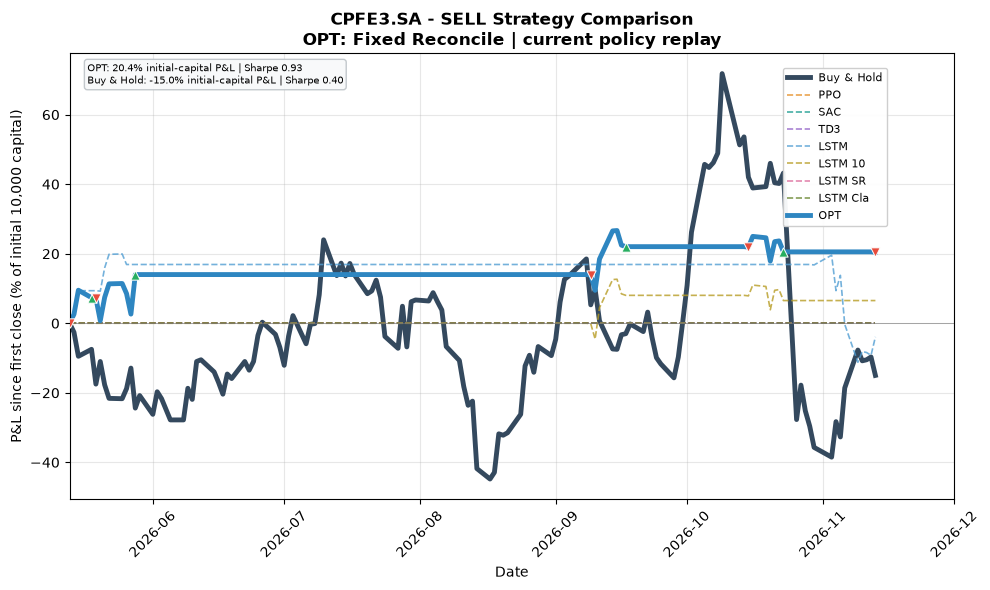 CPFE3.SA - SELL Strategy Comparison
OPT: Fixed Reconcile | current policy replay
OPT: 20.4% initial-capital P&L | Sharpe 0.93
Buy & Hold: -15.0% initial-capital P&L | Sharpe 0.40
Buy & Hold
PPO
SAC
TD3
LSTM
LSTM 10
LSTM SR
LSTM Cla
OPT
P&L since first close (% of initial 10,000 capital)
60
40
20
0
−20
−40
2026-06
2026-07
2026-08
2026-09
2026-10
2026-11
2026-12
Date